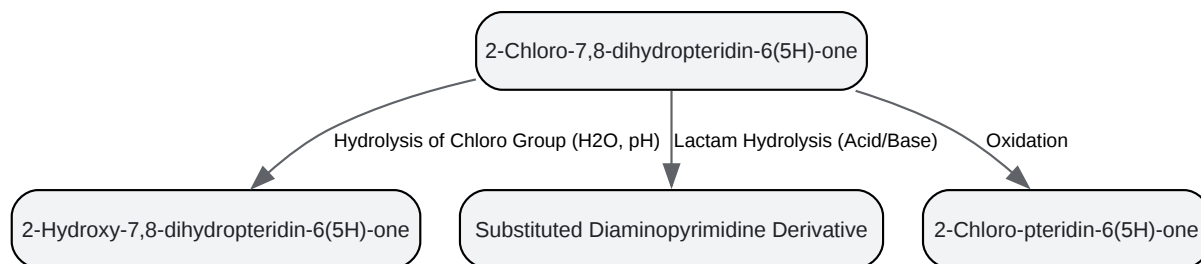 2-Chloro-7,8-dihydropteridin-6(5H)-one
Hydrolysis of Chloro Group (H2O, pH)
Lactam Hydrolysis (Acid/Base)
Oxidation
2-Hydroxy-7,8-dihydropteridin-6(5H)-one
Substituted Diaminopyrimidine Derivative
2-Chloro-pteridin-6(5H)-one